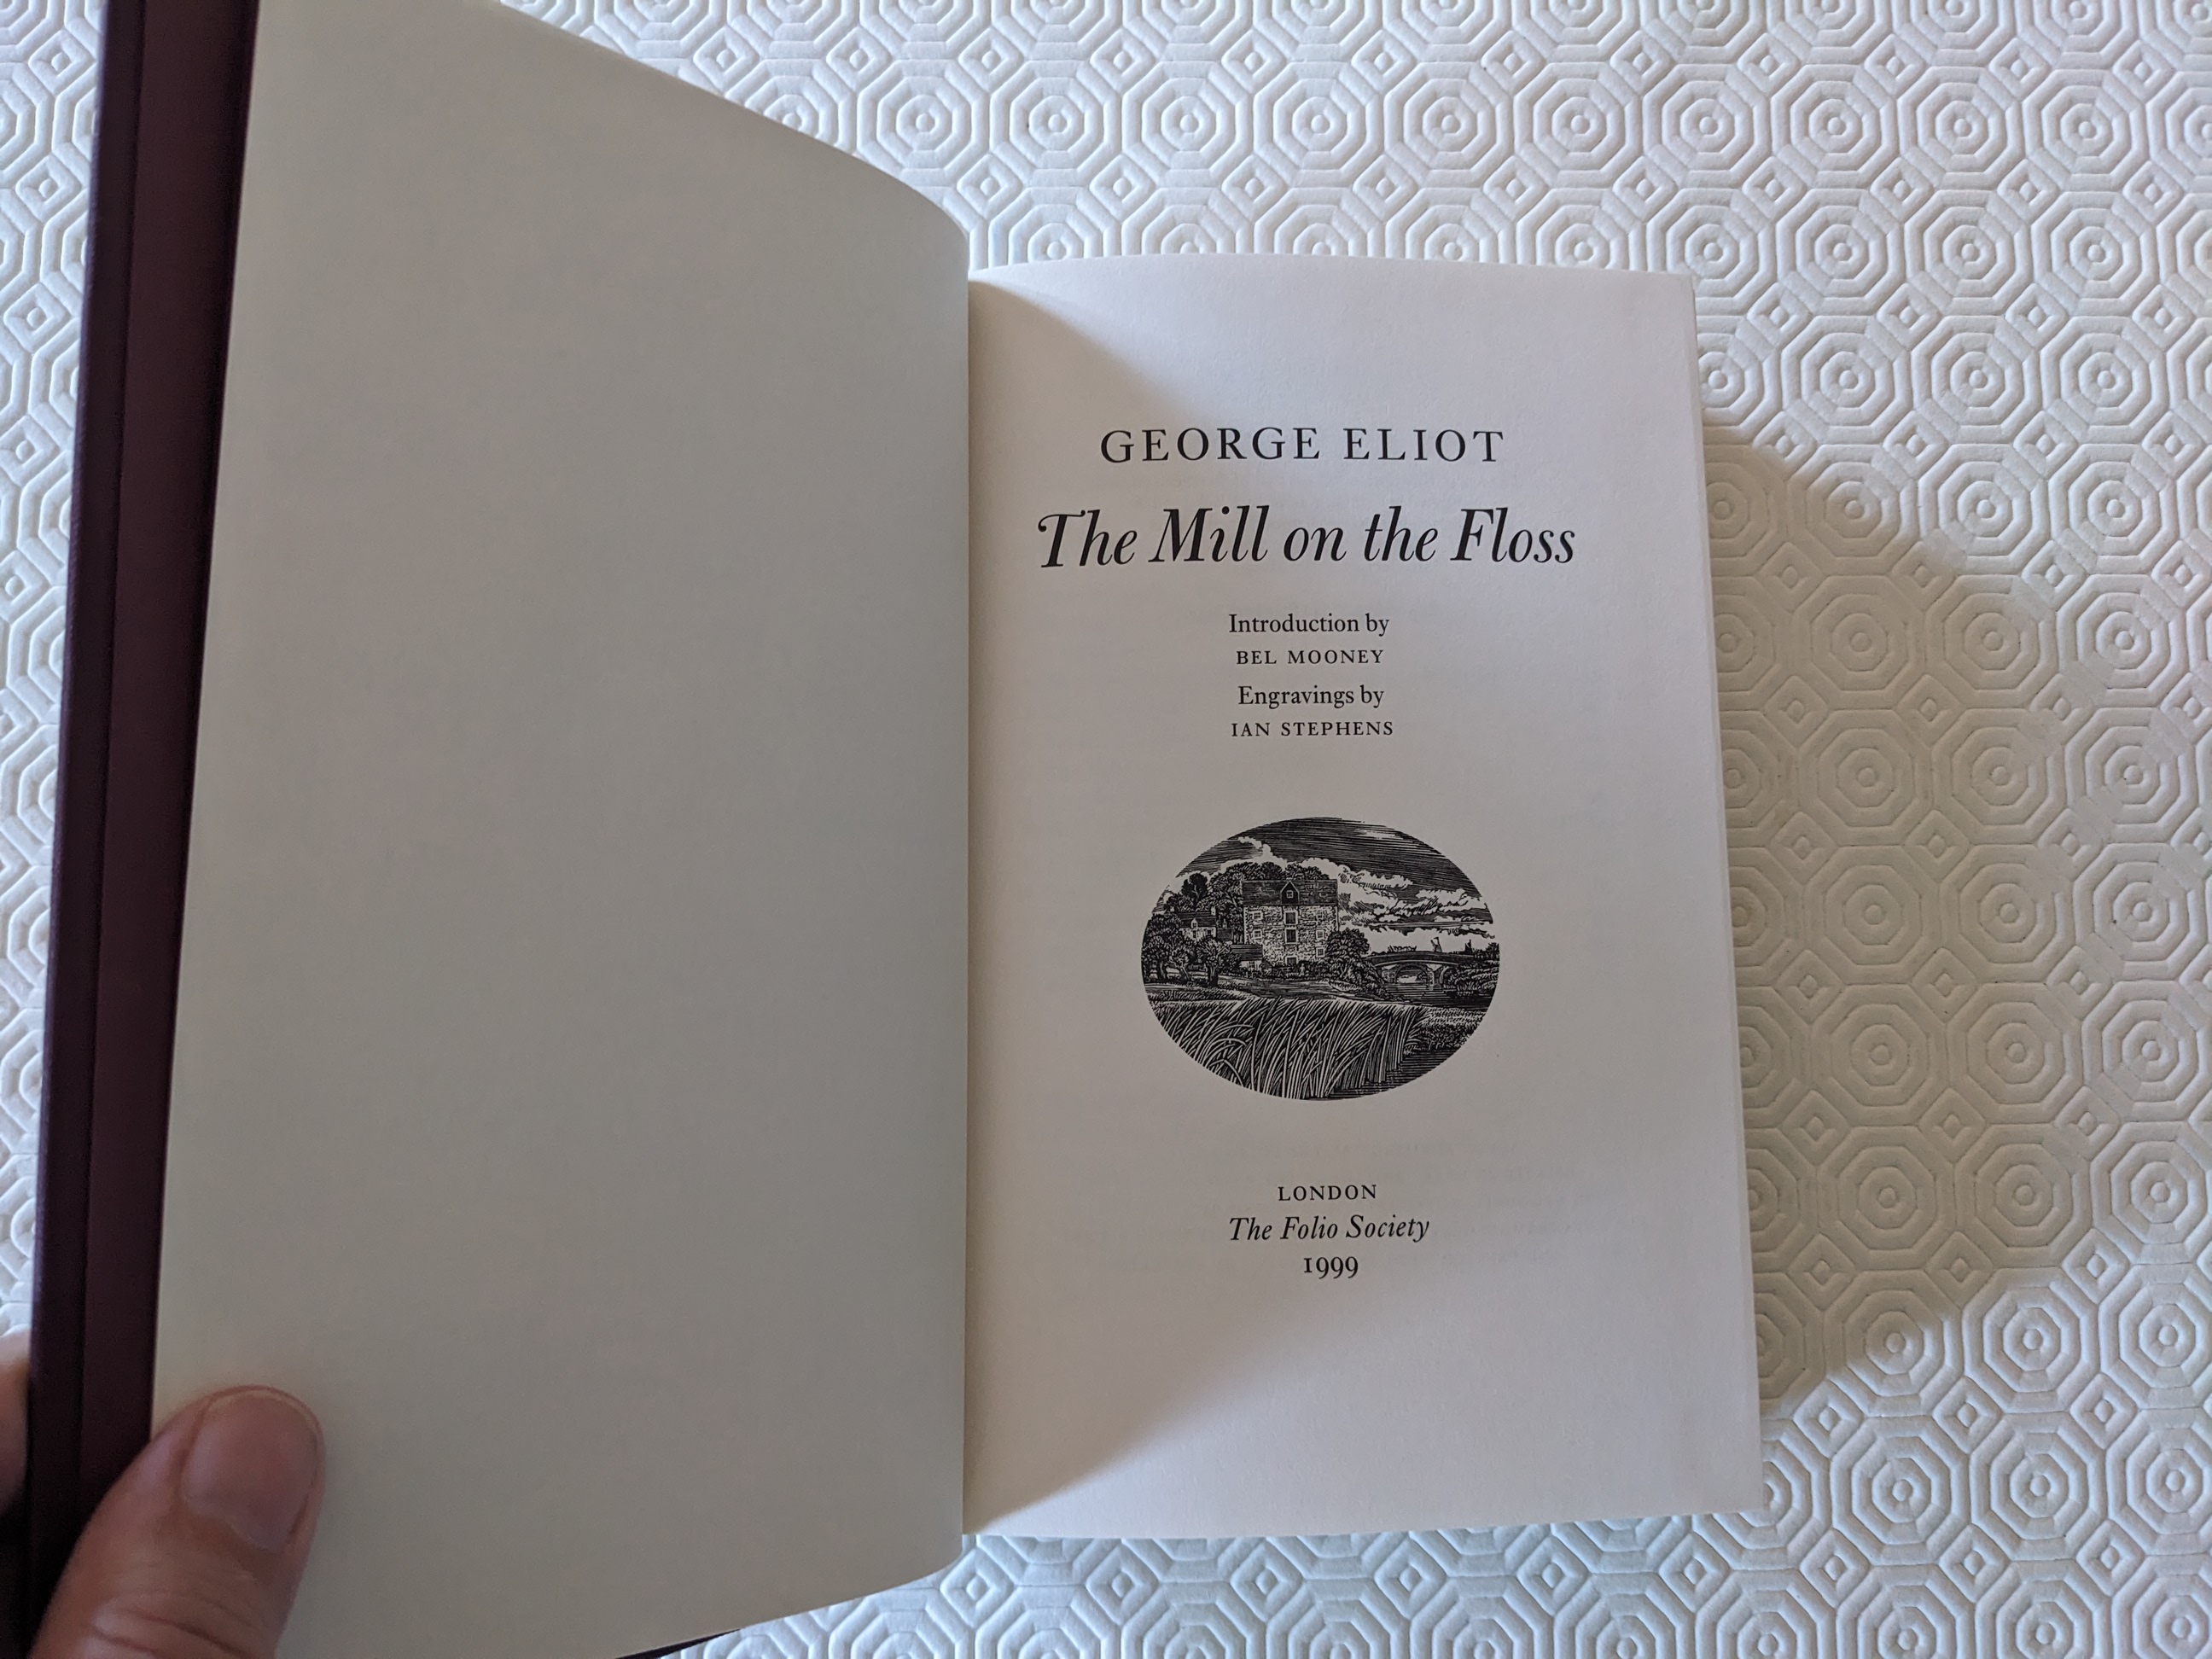 GEORGE ELIOT
The Mill on the Floss
Introduction by
BEL MOONEY
Engravings by
IAN STEPHENS
LONDON
The Folio Society
1999